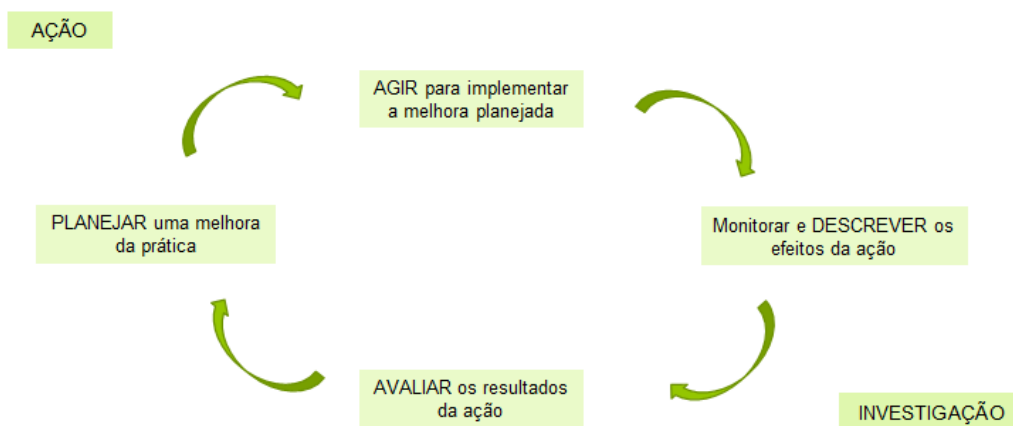 AÇÃO
AGIR para implementar
a melhora planejada
PLANEJAR uma melhora
da prática
Monitorar e DESCREVER os
efeitos da ação
AVALIAR os resultados
da ação
INVESTIGAÇÃO